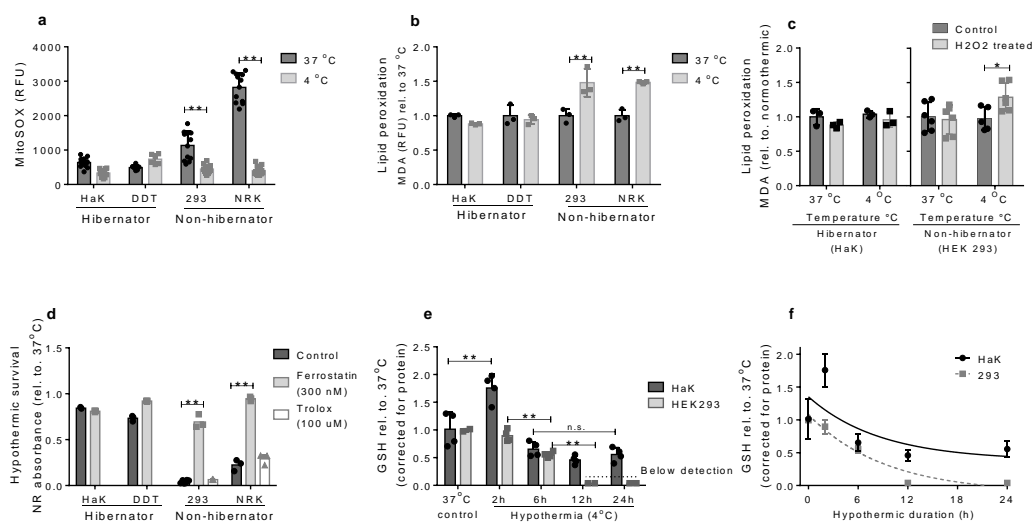 a
MitoSOX (RFU)
4000
3000
2000
1000
0
**
**
37 °C
4 °C
HaK DDT 293 NRK
Hibernator Non-hibernator
b
Lipid peroxidation
MDA (RFU) rel. to 37 °C
2.0
1.5
1.0
0.5
0.0
**
**
37 °C
4 °C
HaK DDT 293 NRK
Hibernator Non-hibernator
c
Lipid peroxidation
MDA (rel. to. normothermic)
2.0
1.5
1.0
0.5
0.0
Control
H2O2 treated
*
37 °C 4 °C 37 °C 4 °C
Temperature °C Temperature °C
Hibernator Non-hibernator
(HaK) (HEK 293)
d
Hypothermic survival
NR absorbance (rel. to. 37°C)
1.0
0.5
0.0
**
**
Control
Ferrostatin
(300 nM)
Trolox
(100 uM)
HaK DDT 293 NRK
Hibernator Non-hibernator
e
GSH rel. to. 37°C
(corrected for protein)
2.5
2.0
1.5
1.0
0.5
0.0
**
**
n.s.
**
HaK
HEK293
Below detection
37°C 2h 6h 12h 24h
control Hypothermia (4°C)
f
GSH rel. to. 37°C
(corrected for protein)
2.5
2.0
1.5
1.0
0.5
0.0
HaK
293
0 6 12 18 24
Hypothermic duration (h)